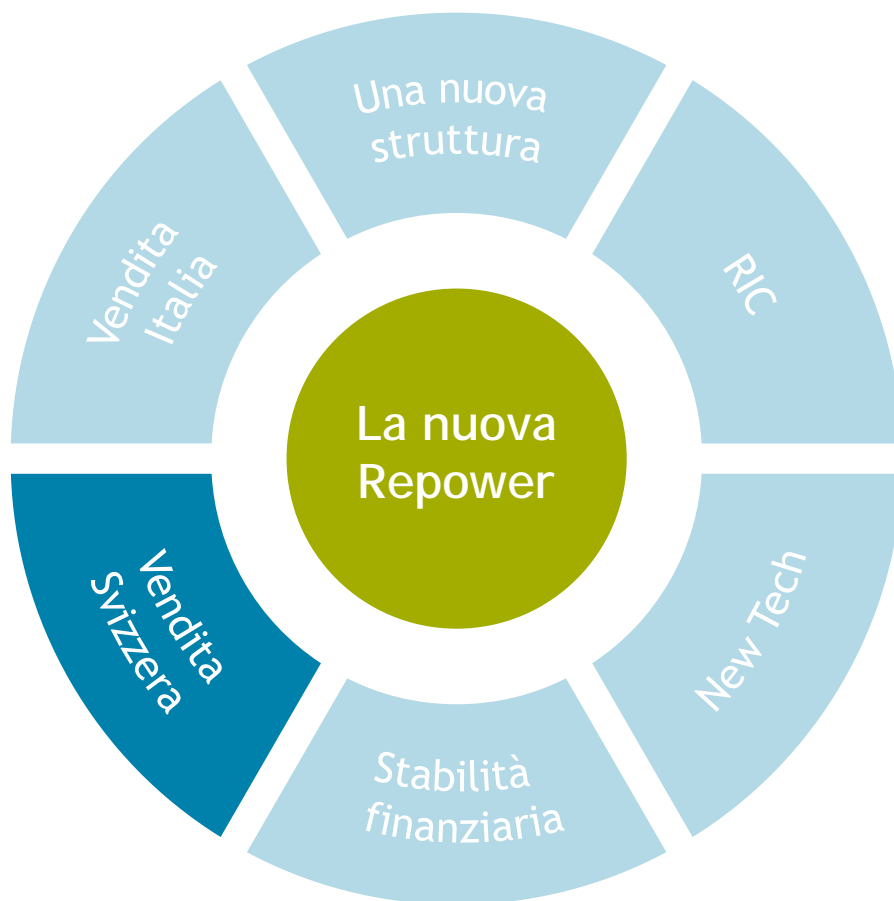 Una nuova
struttura
RIC
New Tech
Stabilità
finanziaria
Vendita
Svizzera
Vendita
Italia
La nuova
Repower